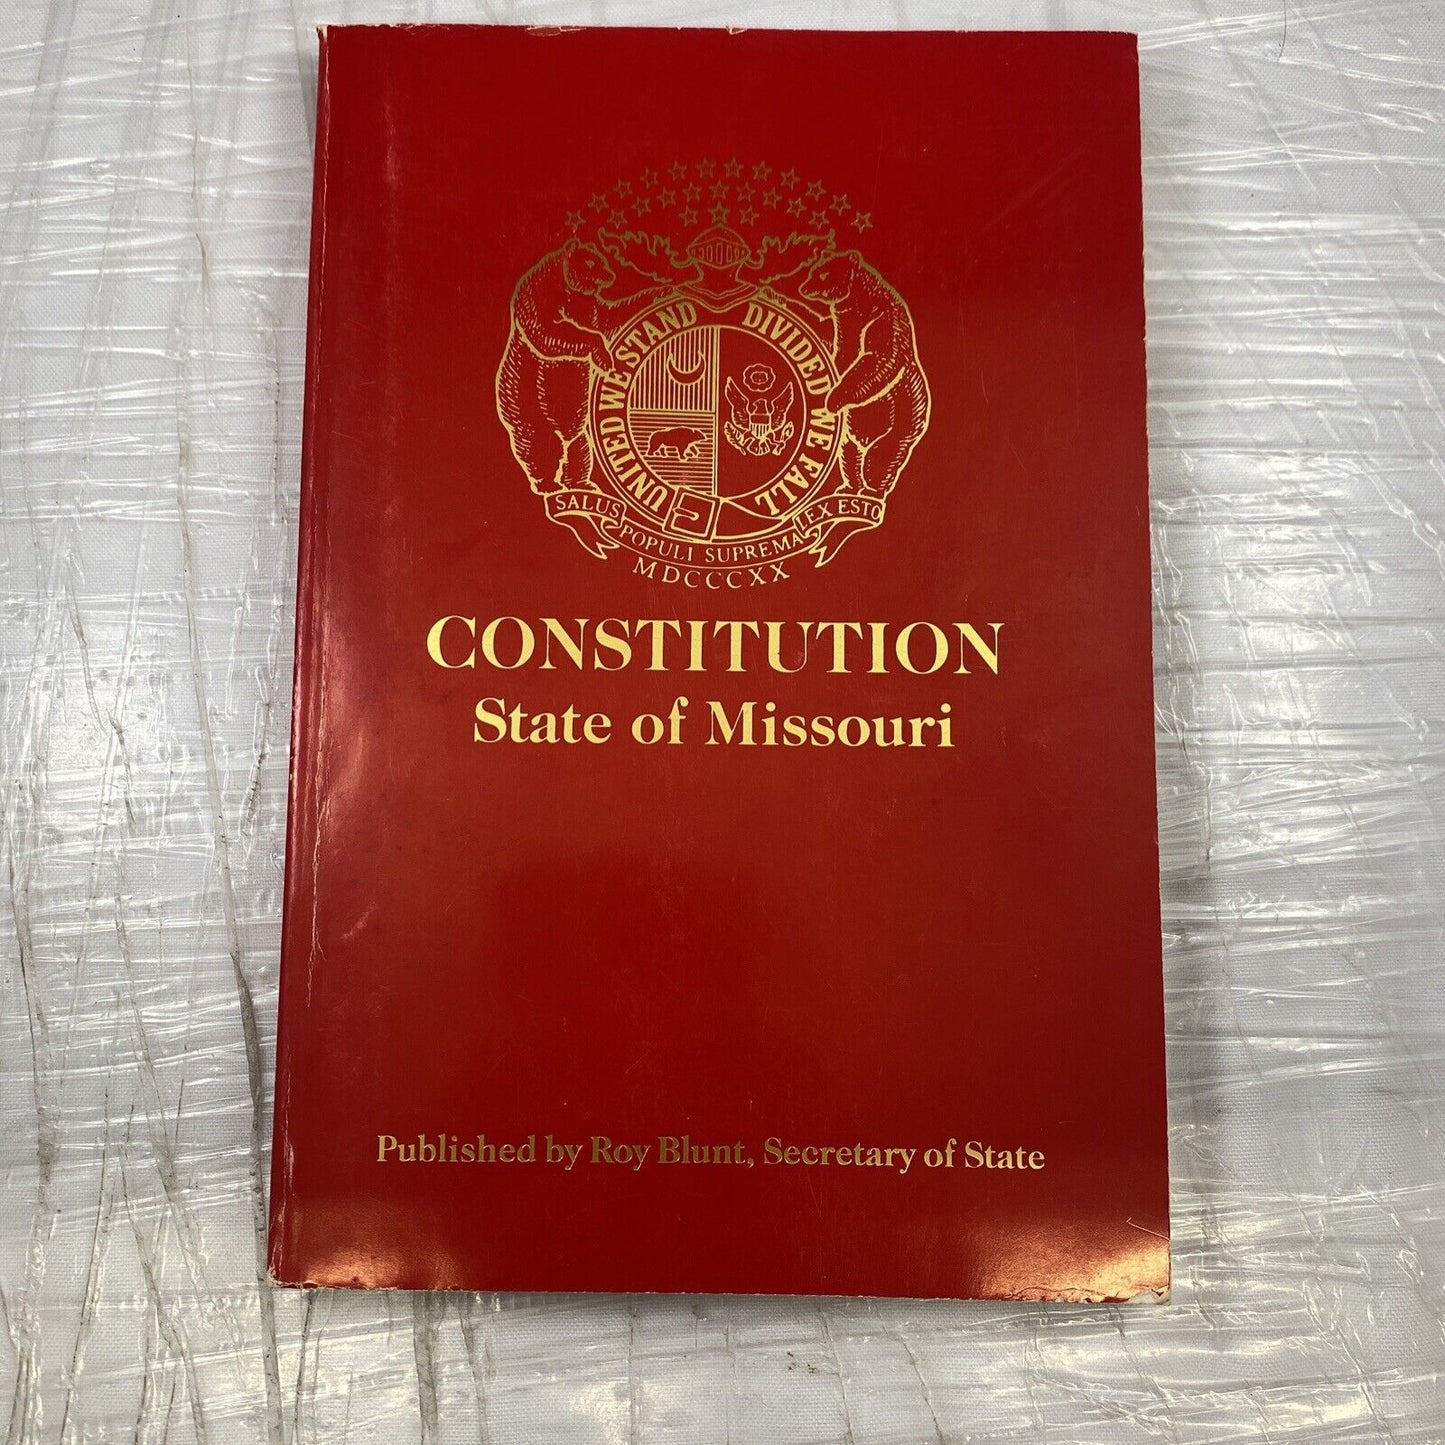 UNITED WE STAND DIVIDED WE FALL
SALUS POPULI SUPREMA LEX ESTO
MDCCCXX
CONSTITUTION
State of Missouri
Published by Roy Blunt, Secretary of State